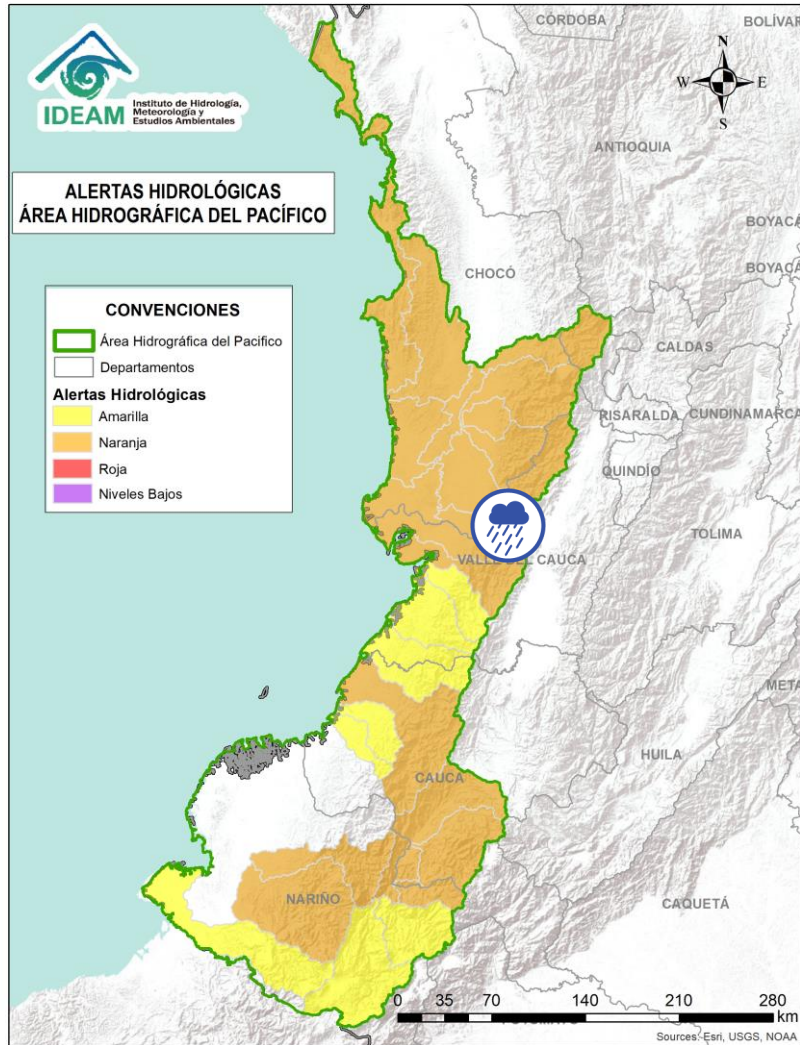 CÓRDOBA
BOLÍVAR
N
W
E
S
IDEAM
Instituto de Hidrología,
Meteorología y
Estudios Ambientales
ANTIOQUIA
ALERTAS HIDROLÓGICAS
ÁREA HIDROGRÁFICA DEL PACÍFICO
BOYACÁ
BOYACÁ
CHOCÓ
CONVENCIONES
Área Hidrográfica del Pacifico
Departamentos
Alertas Hidrológicas
Amarilla
Naranja
Roja
Niveles Bajos
CALDAS
RISARALDA
CUNDINAMARCA
QUINDÍO
TOLIMA
VALLE DEL CAUCA
META
HUILA
CAUCA
NARIÑO
CAQUETÁ
0 35 70 140 210 280
km
Sources: Esri, USGS, NOAA